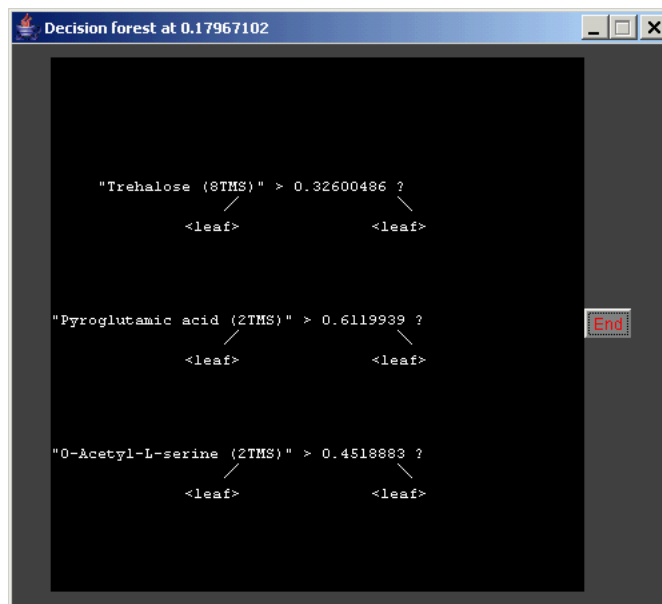 Decision forest at 0.17967102
"Trehalose (8TMS)" > 0.32600486 ?
<leaf> <leaf>
"Pyroglutamic acid (2TMS)" > 0.6119939 ?
<leaf> <leaf>
End
"O-Acetyl-L-serine (2TMS)" > 0.4518883 ?
<leaf> <leaf>